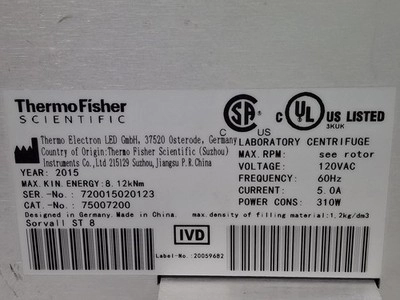 ThermoFisher
SCIENTIFIC
SA
C US
C UL US LISTED
3KUK
Thermo Electron LED GmbH, 37520 Osterode, Germany
Country of Origin:Thermo Fisher Scientific (Suzhou)
Instruments Co.,Ltd 215129 Suzhou,Jiangsu P.R.China
YEAR: 2015
MAX. KIN. ENERGY: 8.12kNm
SER.-No.: 720015020123
CAT.-No.: 75007200
LABORATORY CENTRIFUGE
MAX. RPM: see rotor
VOLTAGE: 120VAC
FREQUENCY: 60Hz
CURRENT: 5.0A
POWER CONS: 310W
Designed in Germany. Made in China. max. density of filling material:1,2kg/dm3
Sorvall ST 8
IVD
Label-No.: 20059682